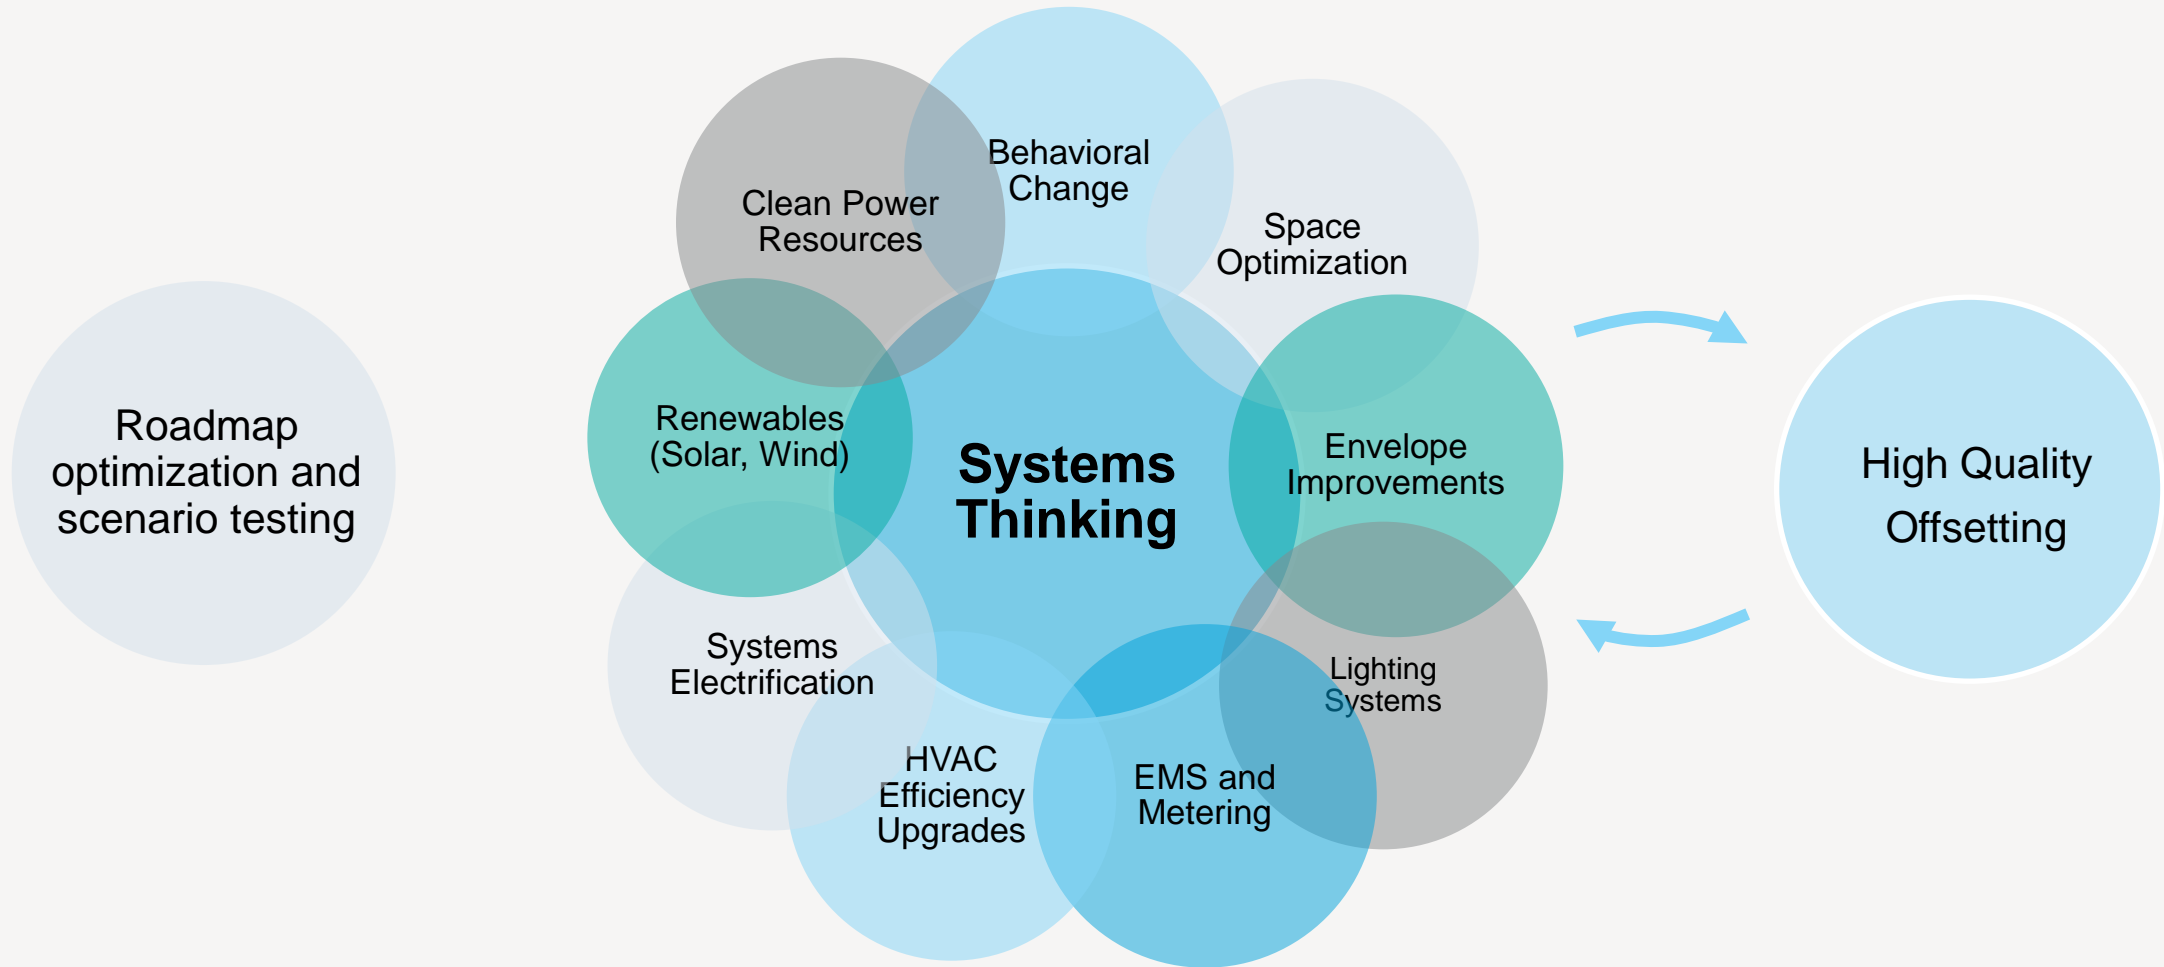 Behavioral
Change
Clean Power
Resources
Space
Optimization
Roadmap
optimization and
scenario testing
Renewables
(Solar, Wind)
Systems
Thinking
Envelope
Improvements
High Quality
Offsetting
Systems
Electrification
Lighting
Systems
HVAC
Efficiency
Upgrades
EMS and
Metering